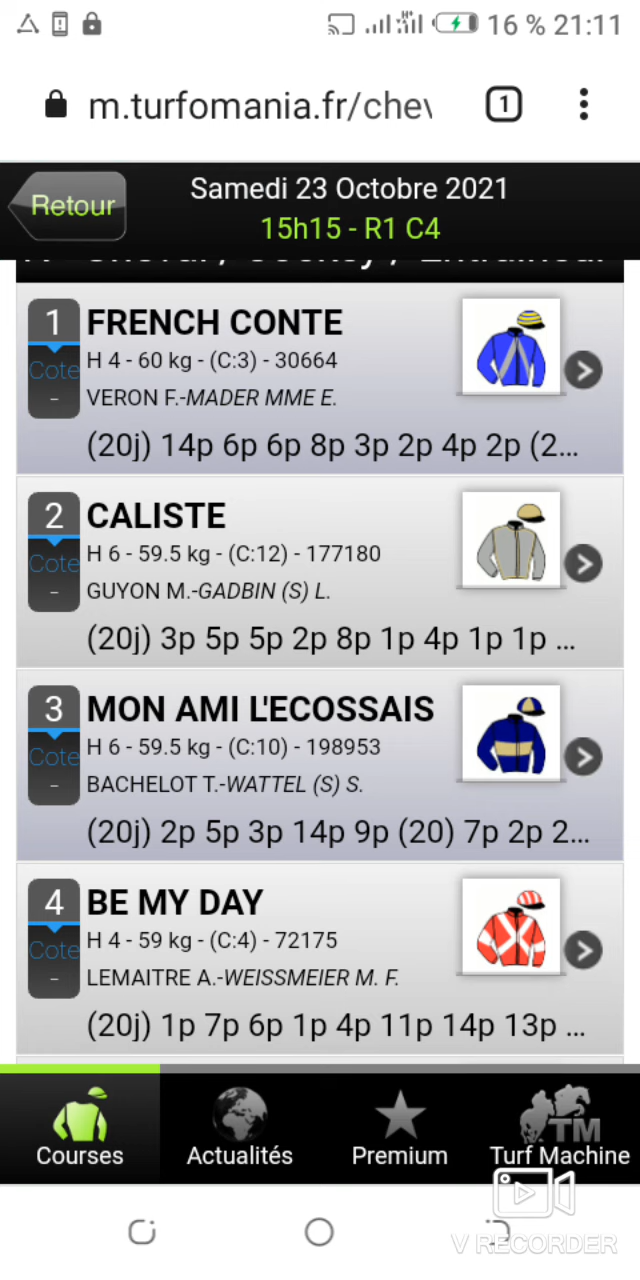 16 % 21:11
m.turfomania.fr/chev
1
Retour
Samedi 23 Octobre 2021
15h15 - R1 C4
1
FRENCH CONTE
Cote
H 4 - 60 kg - (C:3) - 30664
-
VERON F.-MADER MME E.
(20j) 14p 6p 6p 8p 3p 2p 4p 2p (2...
2
CALISTE
Cote
H 6 - 59.5 kg - (C:12) - 177180
-
GUYON M.-GADBIN (S) L.
(20j) 3p 5p 5p 2p 8p 1p 4p 1p 1p ...
3
MON AMI L'ECOSSAIS
Cote
H 6 - 59.5 kg - (C:10) - 198953
-
BACHELOT T.-WATTEL (S) S.
(20j) 2p 5p 3p 14p 9p (20) 7p 2p 2...
4
BE MY DAY
Cote
H 4 - 59 kg - (C:4) - 72175
-
LEMAITRE A.-WEISSMEIER M. F.
(20j) 1p 7p 6p 1p 4p 11p 14p 13p ...
TM
Courses Actualités Premium Turf Machine
V RECORDER